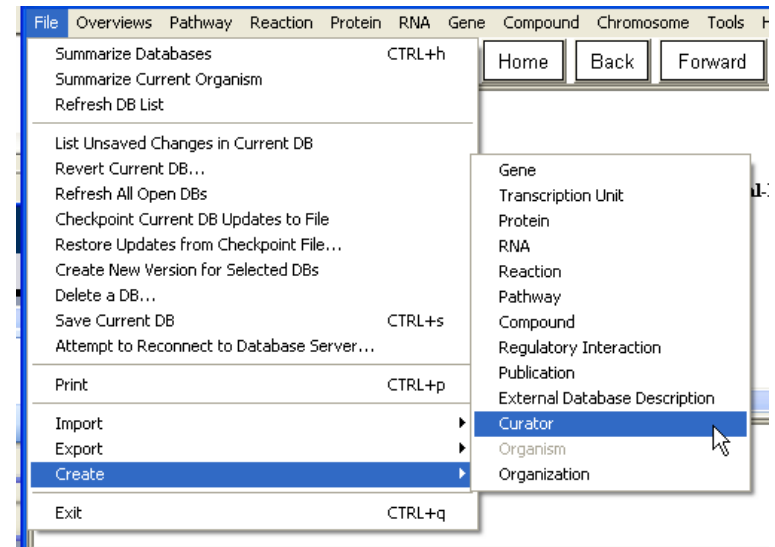 File Overviews Pathway Reaction Protein RNA Gene Compound Chromosome Tools
Home Back Forward
Summarize Databases CTRL+h
Summarize Current Organism
Refresh DB List
List Unsaved Changes in Current DB
Revert Current DB...
Refresh All Open DBs
Checkpoint Current DB Updates to File
Restore Updates from Checkpoint File...
Create New Version for Selected DBs
Delete a DB...
Save Current DB CTRL+s
Attempt to Reconnect to Database Server...
Print CTRL+p
Import
Export
Create
Exit CTRL+q
Gene
Transcription Unit
Protein
RNA
Reaction
Pathway
Compound
Regulatory Interaction
Publication
External Database Description
Curator
Organism
Organization